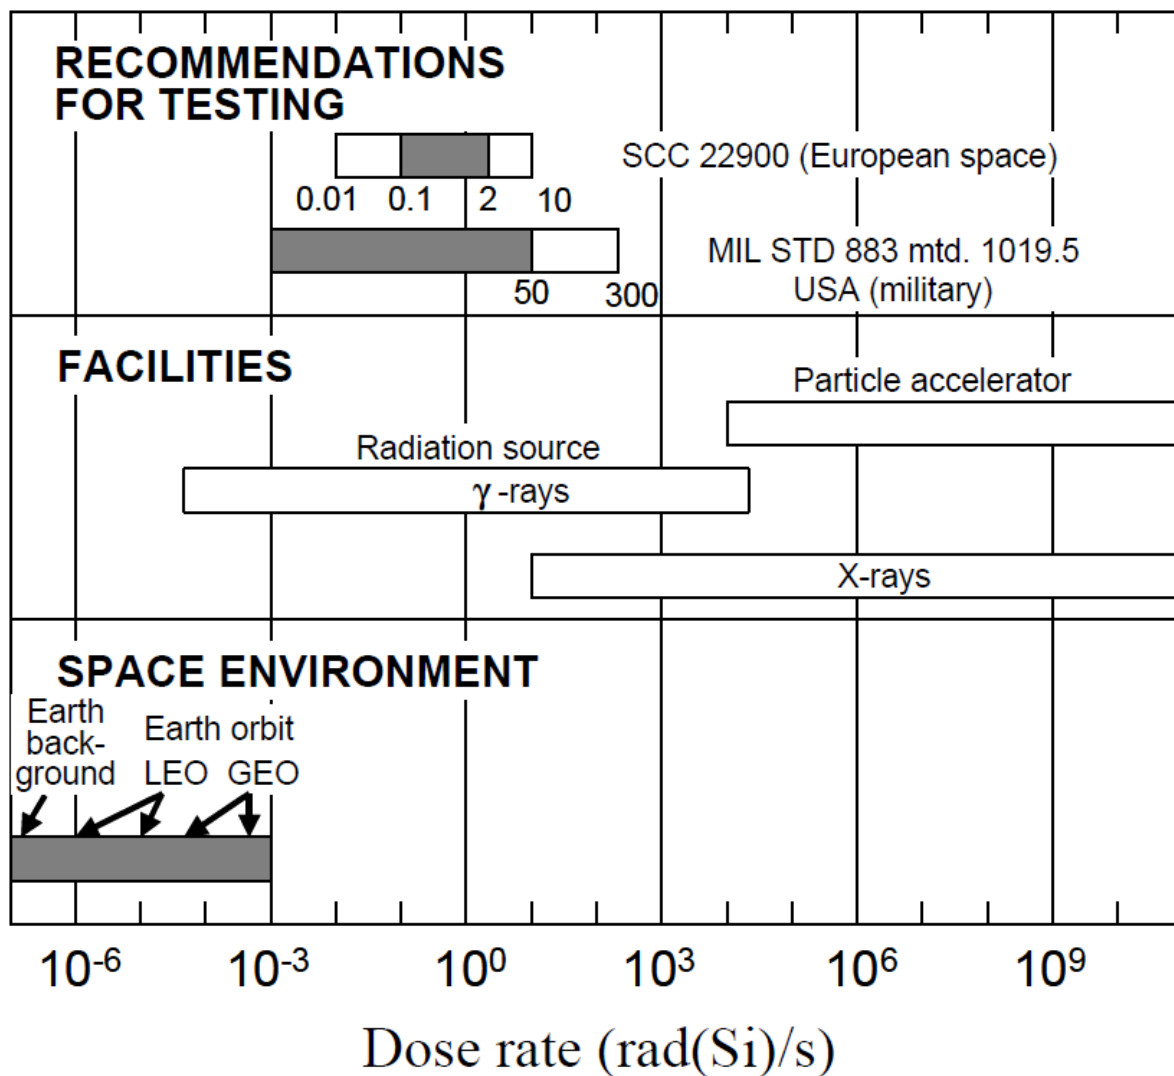 RECOMMENDATIONS
FOR TESTING
SCC 22900 (European space)
0.01 0.1 2 10
MIL STD 883 mtd. 1019.5
USA (military)
50 300
FACILITIES
Particle accelerator
Radiation source
γ -rays
X-rays
SPACE ENVIRONMENT
Earth
back-
ground
Earth orbit
LEO GEO
10⁻⁶ 10⁻³ 10⁰ 10³ 10⁶ 10⁹
Dose rate (rad(Si)/s)